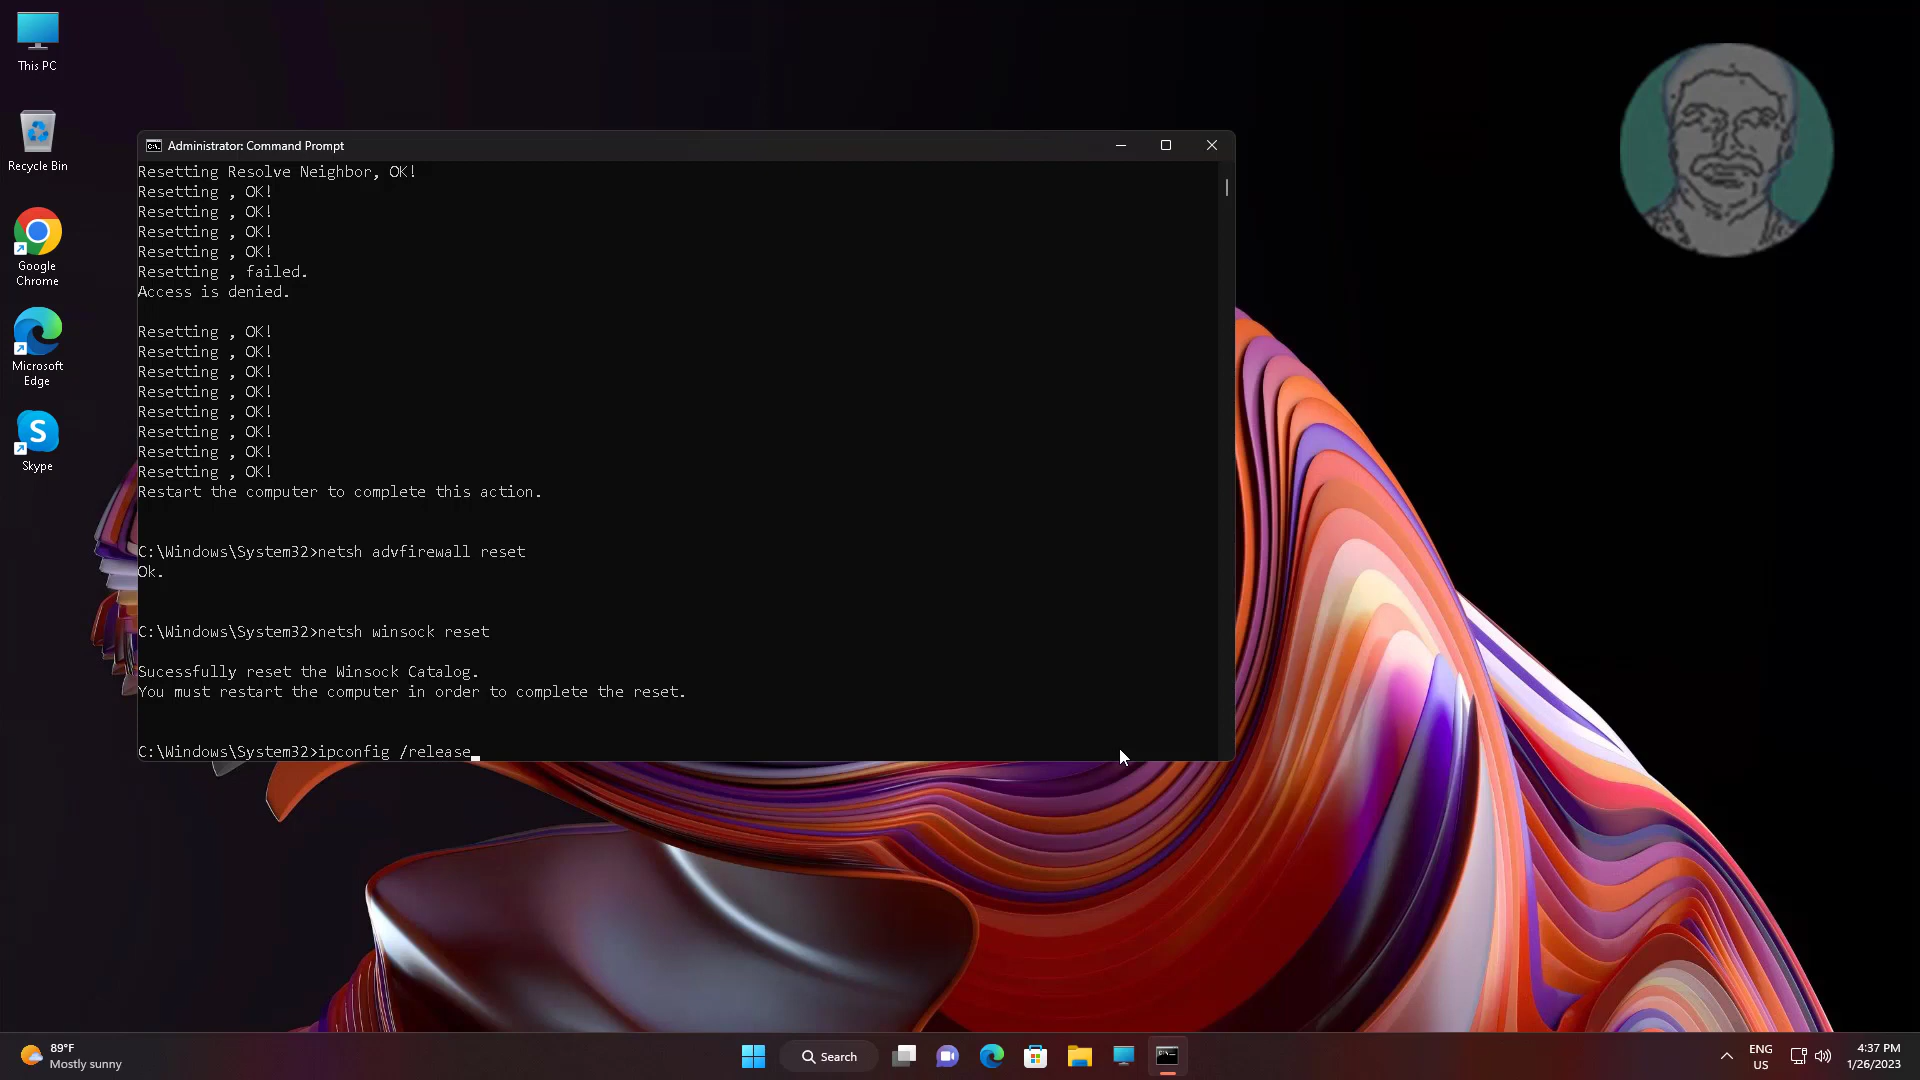 This PC
Recycle Bin
Google
Chrome
Microsoft
Edge
S
Skype
Administrator: Command Prompt
Resetting Resolve Neighbor, OK!
Resetting , OK!
Resetting , OK!
Resetting , OK!
Resetting , OK!
Resetting , failed.
Access is denied.
Resetting , OK!
Resetting , OK!
Resetting , OK!
Resetting , OK!
Resetting , OK!
Resetting , OK!
Resetting , OK!
Resetting , OK!
Restart the computer to complete this action.
C:\Windows\System32>netsh advfirewall reset
Ok.
C:\Windows\System32>netsh winsock reset
Sucessfully reset the Winsock Catalog.
You must restart the computer in order to complete the reset.
C:\Windows\System32>ipconfig /release
89°F
Mostly sunny
Search
ENG
US
4:37 PM
1/26/2023